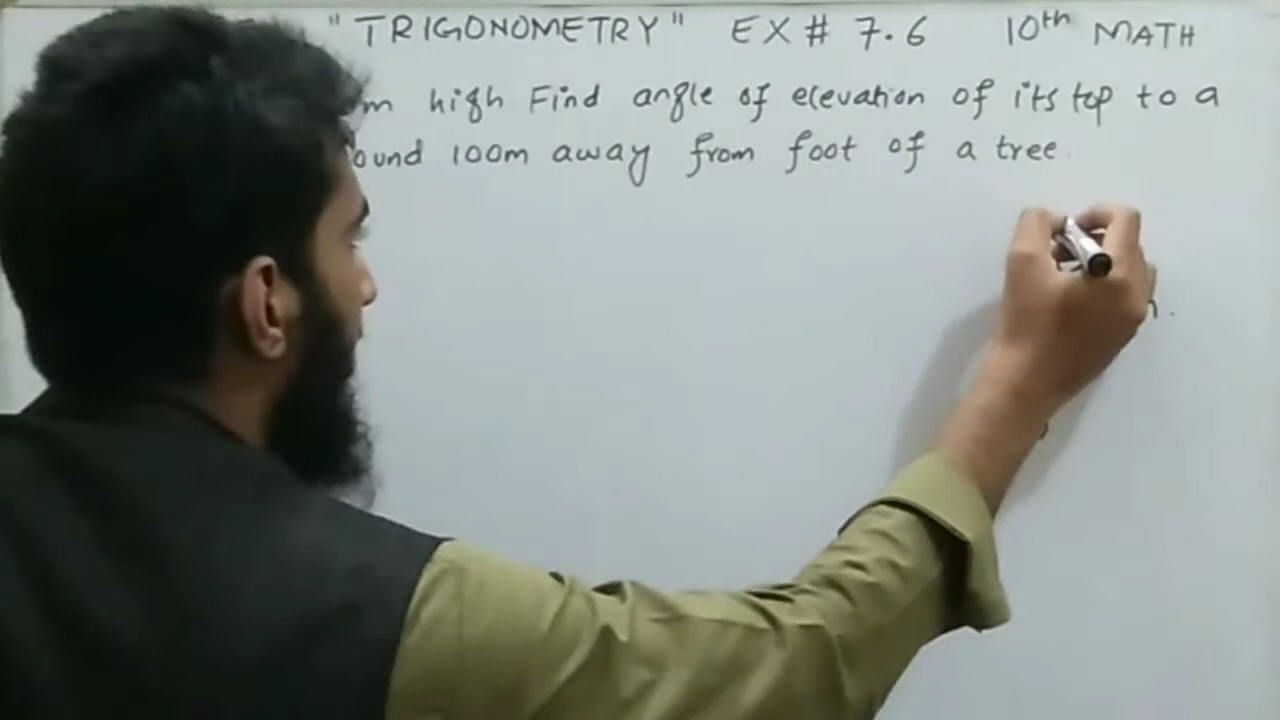 "TRIGONOMETRY" EX # 7.6 10th MATH
m high Find angle of elevation of its top to a
ound 100m away from foot of a tree